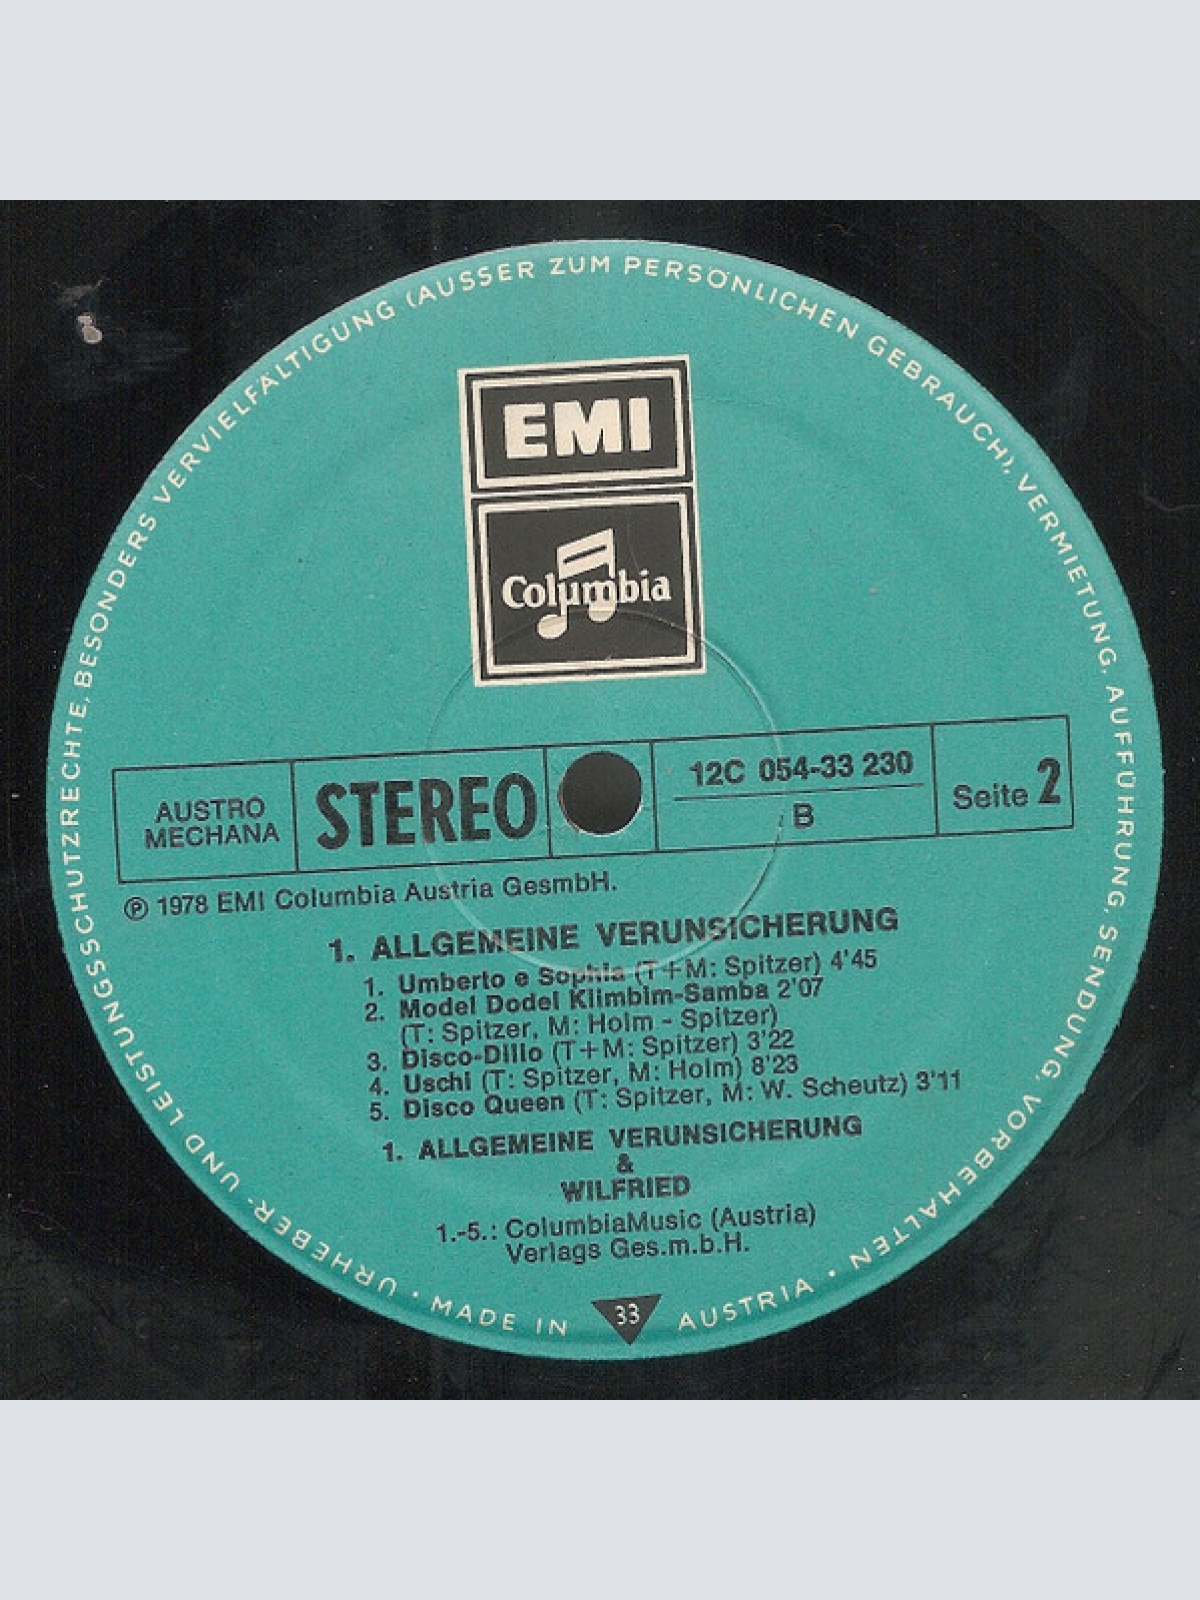 URHEBER- UND LEISTUNGSSCHUTZRECHTE, BESONDERS VERVIELFÄLTIGUNG (AUSSER ZUM PERSÖNLICHEN GEBRAUCH), VERMIETUNG, AUFFÜHRUNG, SENDUNG, VORBEHALTEN •
EMI
Columbia
AUSTRO
MECHANA
STEREO
12C 054-33 230
B
Seite 2
℗ 1978 EMI Columbia Austria GesmbH.
1. ALLGEMEINE VERUNSICHERUNG
1. Umberto e Sophia (T+M: Spitzer) 4'45
2. Model Dodel Klimbim-Samba 2'07
(T: Spitzer, M: Holm - Spitzer)
3. Disco-Dillo (T+M: Spitzer) 3'22
4. Uschi (T: Spitzer, M: Holm) 8'23
5. Disco Queen (T: Spitzer, M: W. Scheutz) 3'11
1. ALLGEMEINE VERUNSICHERUNG
&
WILFRIED
1.-5.: ColumbiaMusic (Austria)
Verlags Ges.m.b.H.
• MADE IN 33 AUSTRIA